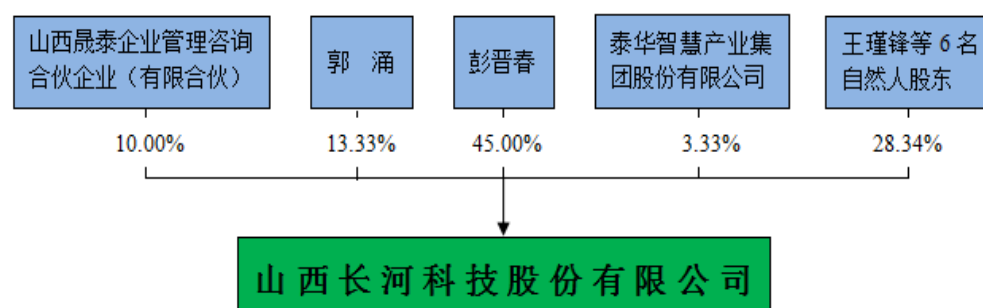 山西晟泰企业管理咨询
合伙企业（有限合伙）
郭 涌
彭晋春
泰华智慧产业集
团股份有限公司
王瑾锋等 6 名
自然人股东
10.00%
13.33%
45.00%
3.33%
28.34%
山西长河科技股份有限公司